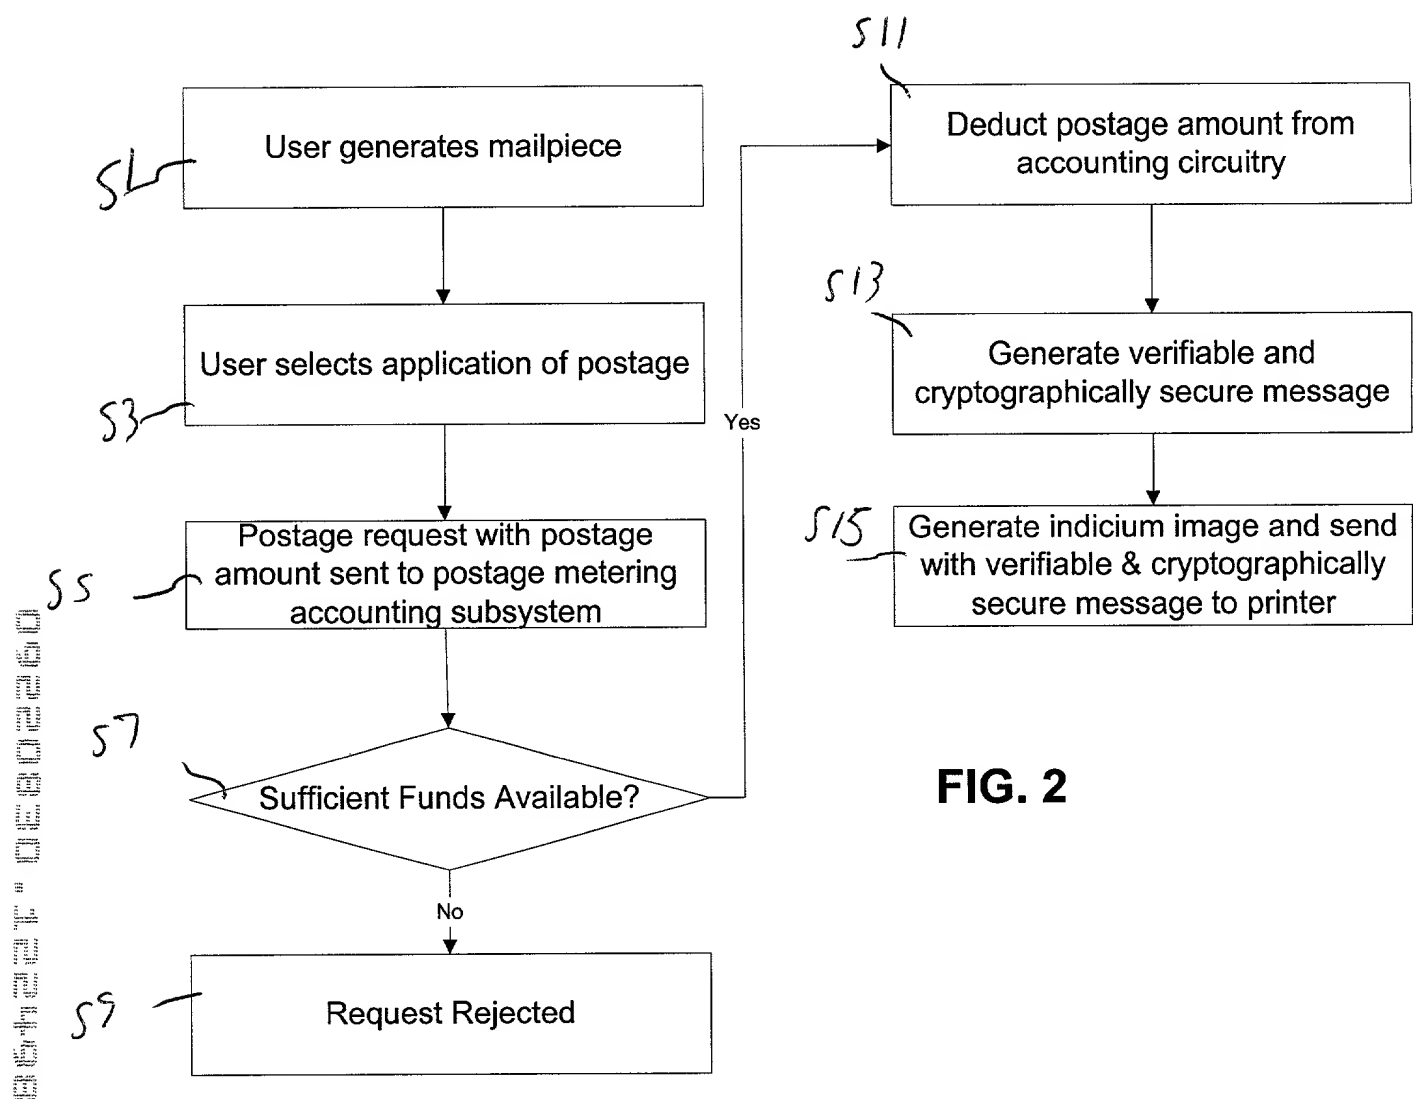 S1
User generates mailpiece
S3
User selects application of postage
S5
Postage request with postage
amount sent to postage metering
accounting subsystem
S7
Sufficient Funds Available?
Yes
No
S9
Request Rejected
S11
Deduct postage amount from
accounting circuitry
S13
Generate verifiable and
cryptographically secure message
S15
Generate indicium image and send
with verifiable & cryptographically
secure message to printer
FIG. 2